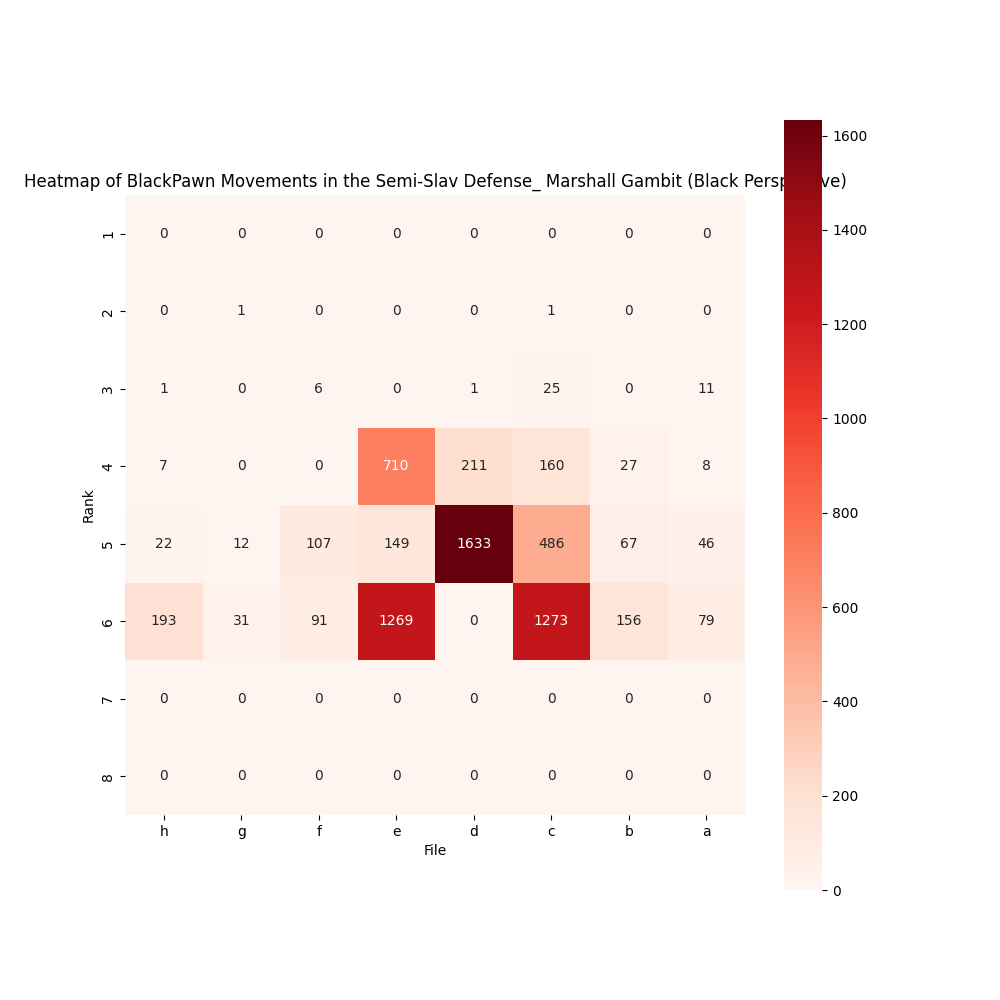 Heatmap of BlackPawn Movements in the Semi-Slav Defense_ Marshall Gambit (Black Persp ve)
1 0 0 0 0 0 0 0 0
2 0 1 0 0 0 1 0 0
3 1 0 6 0 1 25 0 11
4 7 0 0 710 211 160 27 8
5 22 12 107 149 1633 486 67 46
6 193 31 91 1269 0 1273 156 79
7 0 0 0 0 0 0 0 0
8 0 0 0 0 0 0 0 0
h g f e d c b a
File
Rank
1600
1400
1200
1000
800
600
400
200
0